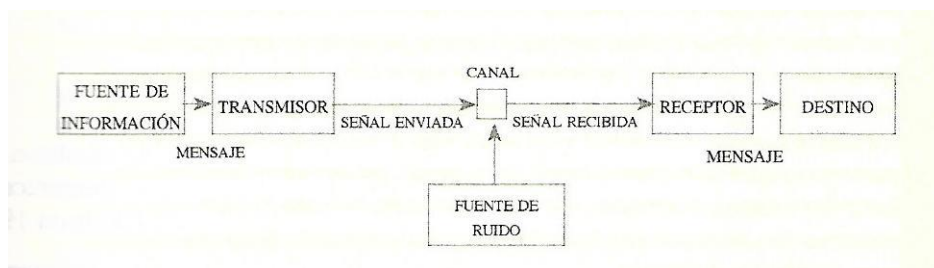 CANAL
FUENTE DE
INFORMACIÓN
TRANSMISOR
SEÑAL ENVIADA
SEÑAL RECIBIDA
RECEPTOR
DESTINO
MENSAJE
MENSAJE
FUENTE DE
RUIDO